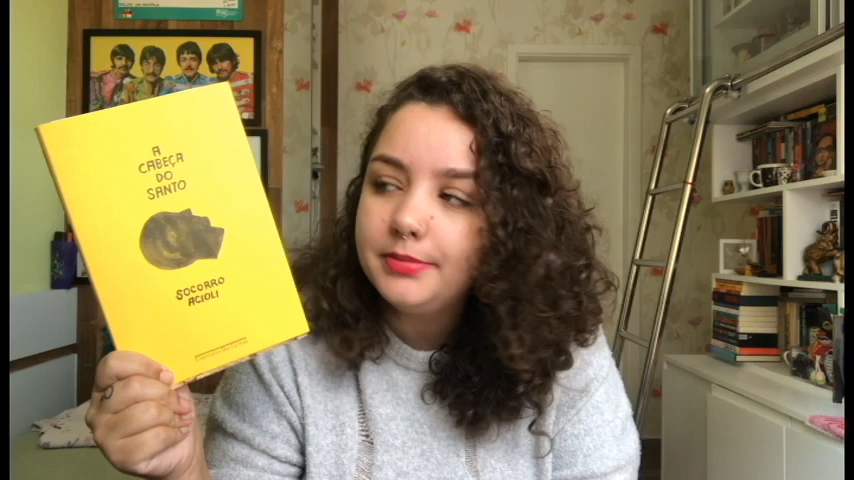 A
CABEÇA
DO
SANTO
SOCORRO
ACIOLI